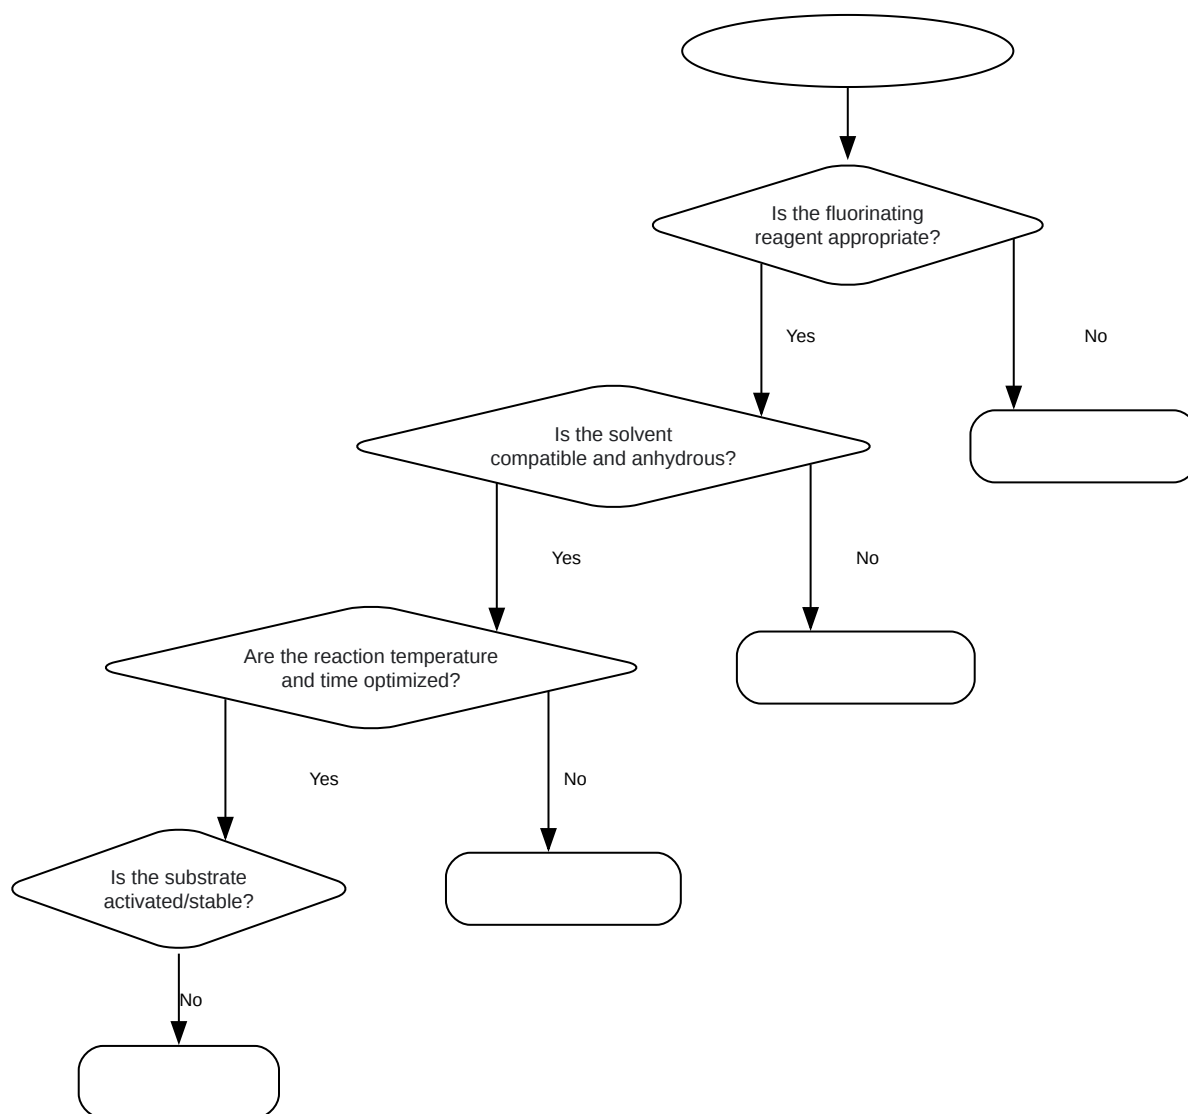 Is the fluorinating
reagent appropriate?
Yes
No
Is the solvent
compatible and anhydrous?
Yes
No
Are the reaction temperature
and time optimized?
Yes
No
Is the substrate
activated/stable?
No